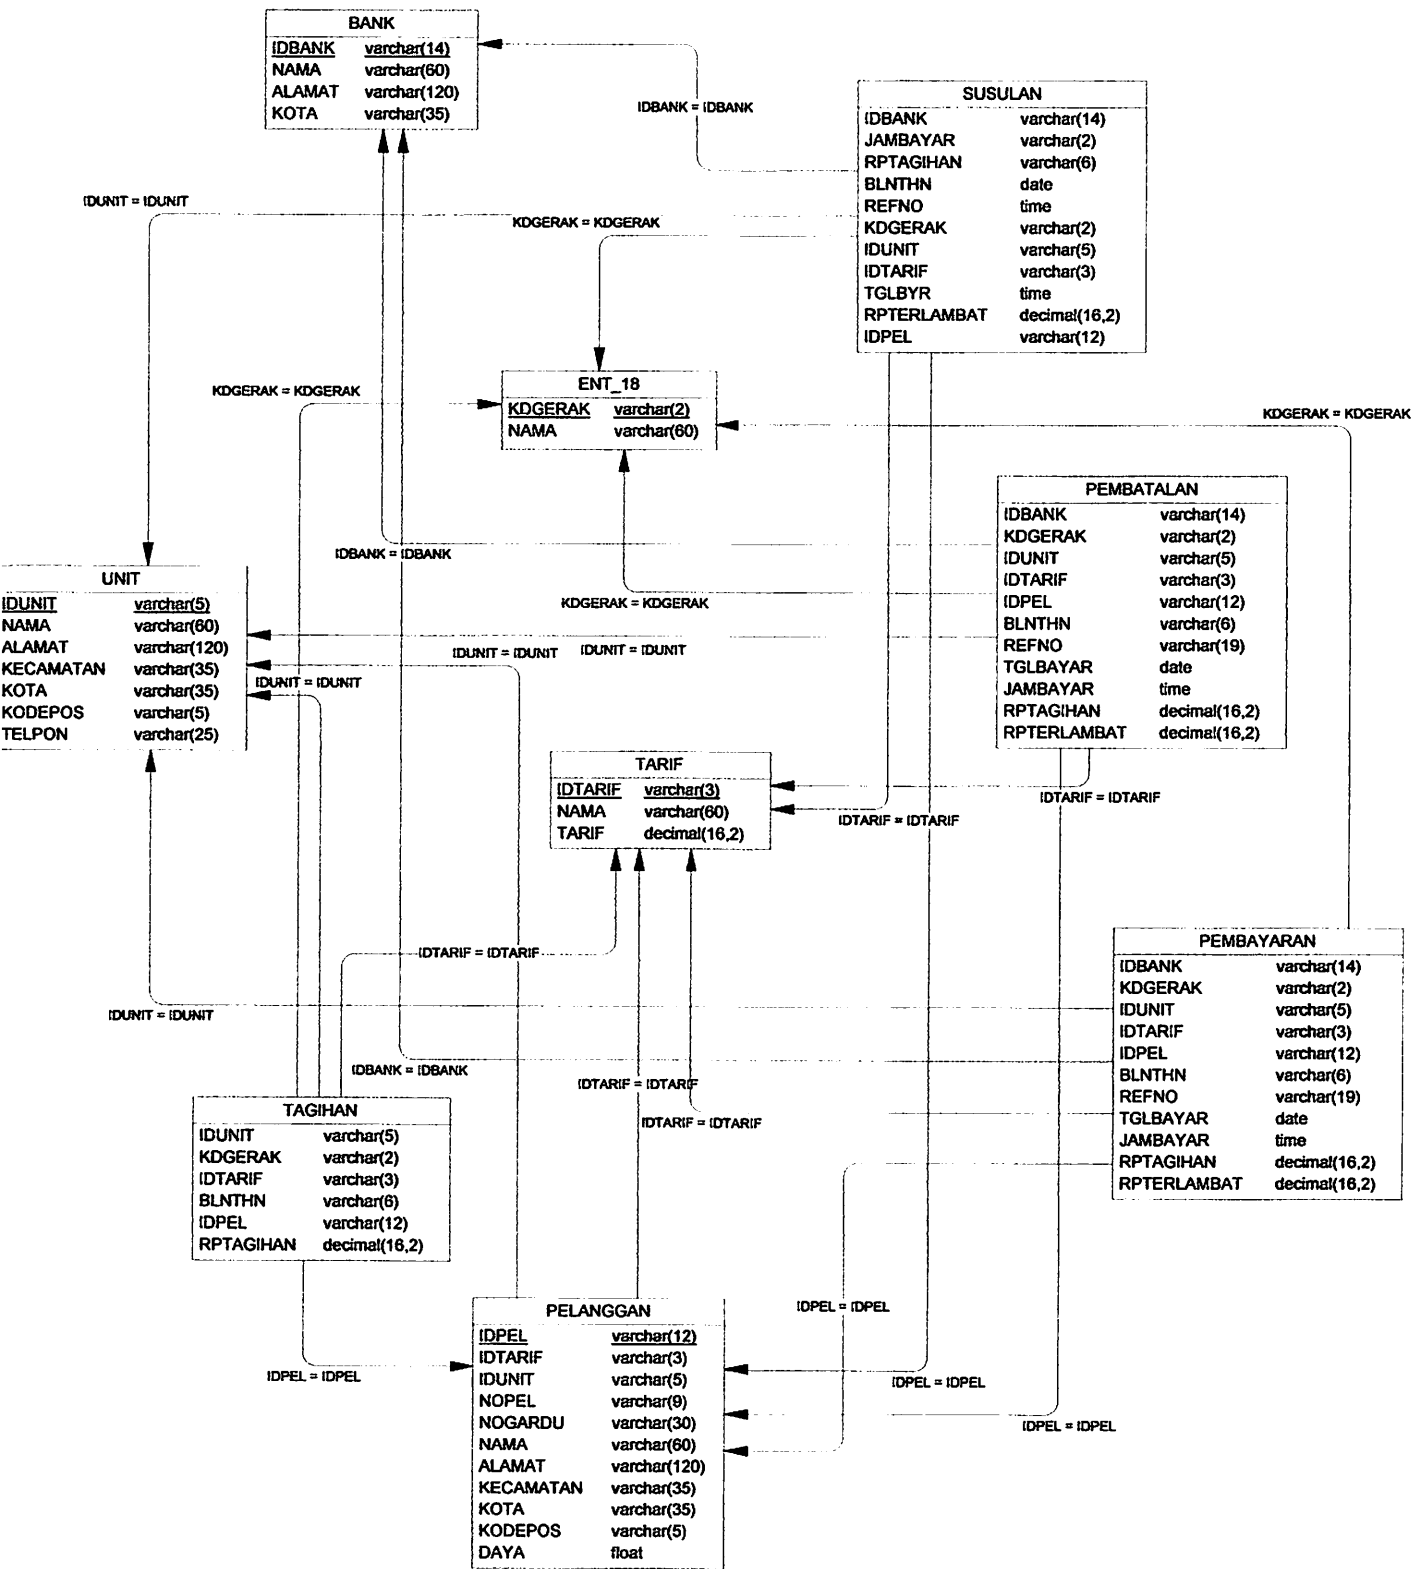 BANK
IDBANK varchar(14)
NAMA varchar(60)
ALAMAT varchar(120)
KOTA varchar(35)
IDBANK = IDBANK
SUSULAN
IDBANK varchar(14)
JAMBAYAR varchar(2)
RPTAGIHAN varchar(6)
BLNTHN date
REFNO time
KDGERAK varchar(2)
IDUNIT varchar(5)
IDTARIF varchar(3)
TGLBYR time
RPTERLAMBAT decimal(16,2)
IDPEL varchar(12)
IDUNIT = IDUNIT
KDGERAK = KDGERAK
KDGERAK = KDGERAK
ENT_18
KDGERAK varchar(2)
NAMA varchar(60)
KDGERAK = KDGERAK
PEMBATALAN
IDBANK varchar(14)
KDGERAK varchar(2)
IDUNIT varchar(5)
IDTARIF varchar(3)
IDPEL varchar(12)
BLNTHN varchar(6)
REFNO varchar(19)
TGLBAYAR date
JAMBAYAR time
RPTAGIHAN decimal(16,2)
RPTERLAMBAT decimal(16,2)
IDBANK = IDBANK
KDGERAK = KDGERAK
UNIT
IDUNIT varchar(5)
NAMA varchar(60)
ALAMAT varchar(120)
KECAMATAN varchar(35)
KOTA varchar(35)
KODEPOS varchar(5)
TELPON varchar(25)
IDUNIT = IDUNIT
IDUNIT = IDUNIT
IDUNIT = IDUNIT
TARIF
IDTARIF varchar(3)
NAMA varchar(60)
TARIF decimal(16,2)
IDTARIF = IDTARIF
IDTARIF = IDTARIF
IDTARIF = IDTARIF
PEMBAYARAN
IDBANK varchar(14)
KDGERAK varchar(2)
IDUNIT varchar(5)
IDTARIF varchar(3)
IDPEL varchar(12)
BLNTHN varchar(6)
REFNO varchar(19)
TGLBAYAR date
JAMBAYAR time
RPTAGIHAN decimal(16,2)
RPTERLAMBAT decimal(16,2)
IDUNIT = IDUNIT
IDBANK = IDBANK
IDTARIF = IDTARIF
IDTARIF = IDTARIF
TAGIHAN
IDUNIT varchar(5)
KDGERAK varchar(2)
IDTARIF varchar(3)
BLNTHN varchar(6)
IDPEL varchar(12)
RPTAGIHAN decimal(16,2)
PELANGGAN
IDPEL varchar(12)
IDTARIF varchar(3)
IDUNIT varchar(5)
NOPEL varchar(9)
NOGARDU varchar(30)
NAMA varchar(60)
ALAMAT varchar(120)
KECAMATAN varchar(35)
KOTA varchar(35)
KODEPOS varchar(5)
DAYA float
IDPEL = IDPEL
IDPEL = IDPEL
IDPEL = IDPEL
IDPEL = IDPEL